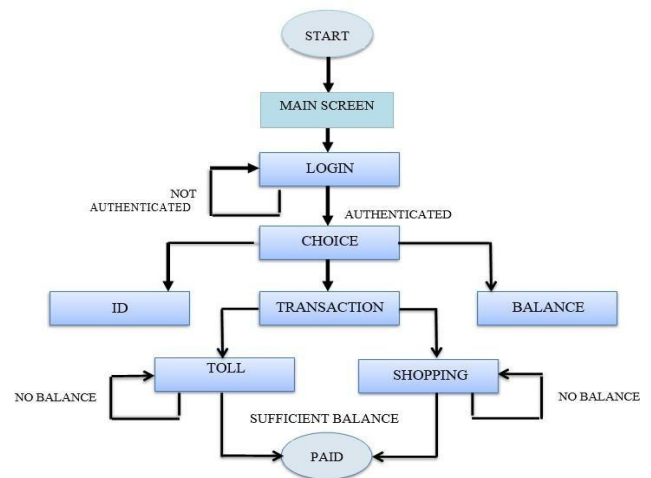 START
MAIN SCREEN
LOGIN
NOT
AUTHENTICATED
AUTHENTICATED
CHOICE
ID
TRANSACTION
BALANCE
TOLL
SHOPPING
NO BALANCE
NO BALANCE
SUFFICIENT BALANCE
PAID